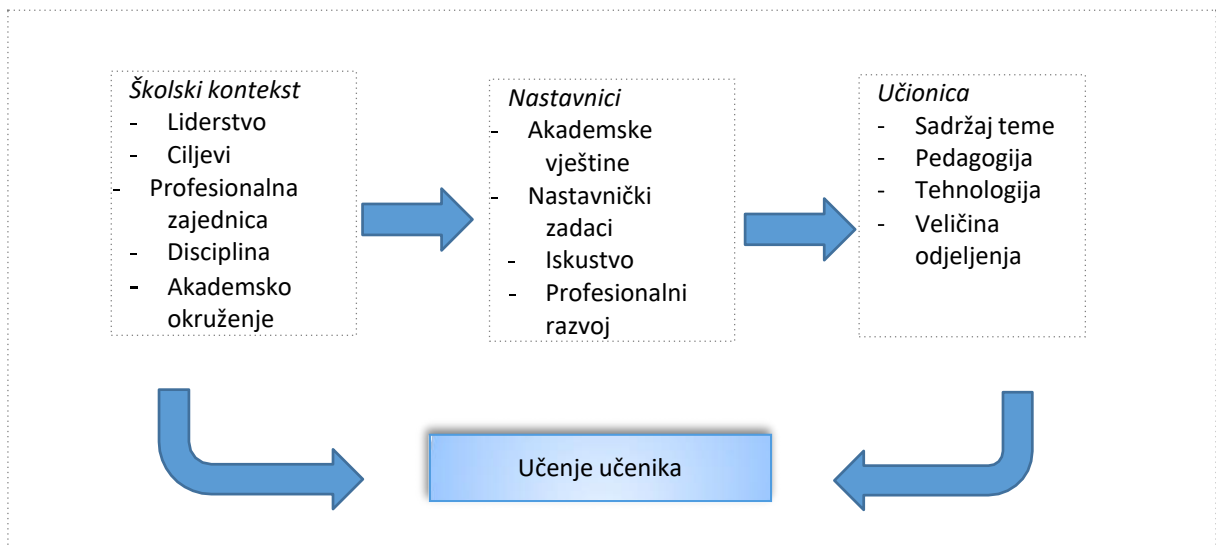 Školski kontekst
- Liderstvo
- Ciljevi
- Profesionalna
zajednica
- Disciplina
- Akademsko
okruženje
Nastavnici
- Akademske
vještine
- Nastavnički
zadaci
- Iskustvo
- Profesionalni
razvoj
Učionica
- Sadržaj teme
- Pedagogija
- Tehnologija
- Veličina
odjeljenja
Učenje učenika